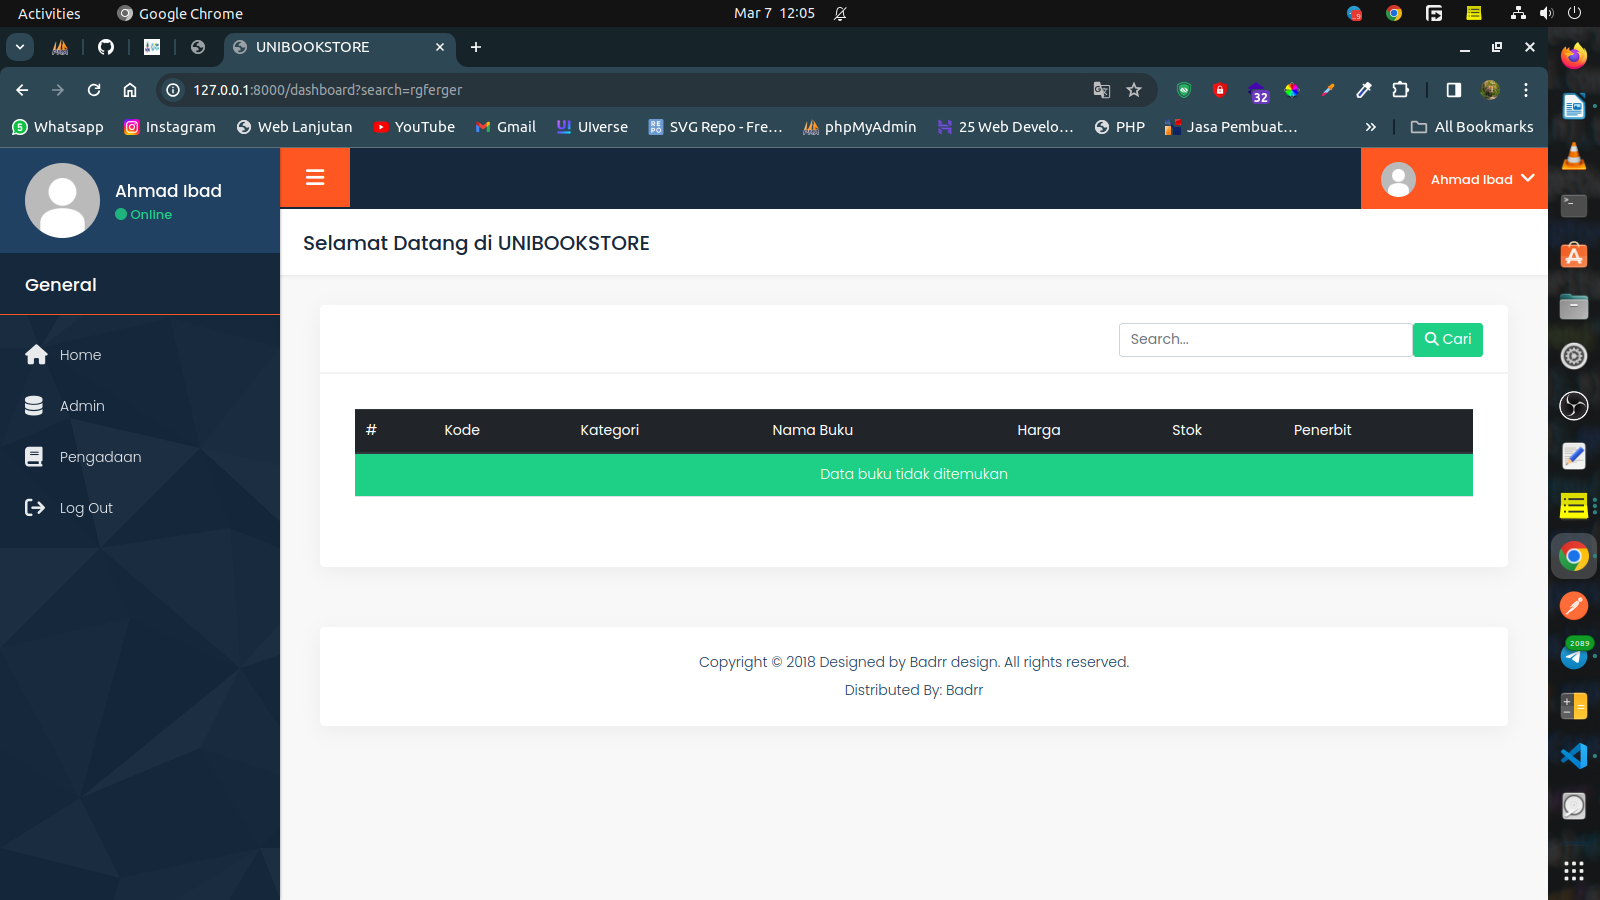 Activities Google Chrome Mar 7 12:05
UNIBOOKSTORE
127.0.0.1:8000/dashboard?search=rgferger
32
Whatsapp Instagram Web Lanjutan YouTube Gmail UIverse SVG Repo - Fre... phpMyAdmin 25 Web Develo... PHP Jasa Pembuat... All Bookmarks
Ahmad Ibad
Online
Ahmad Ibad
Selamat Datang di UNIBOOKSTORE
General
Home
Admin
Pengadaan
Log Out
Search... Cari
# Kode Kategori Nama Buku Harga Stok Penerbit
Data buku tidak ditemukan
Copyright © 2018 Designed by Badrr design. All rights reserved.
Distributed By: Badrr
2089